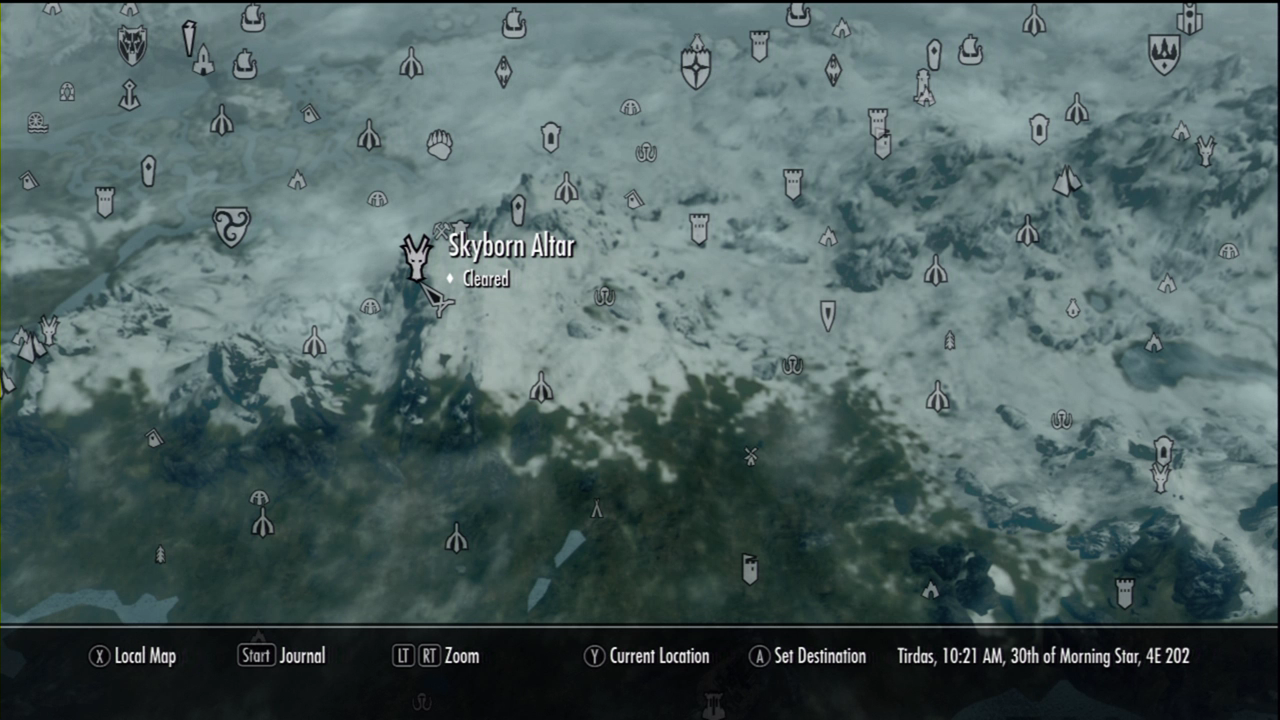 Skyborn Altar
Cleared
X Local Map Start Journal LT RT Zoom Y Current Location A Set Destination Tirdas, 10:21 AM, 30th of Morning Star, 4E 202